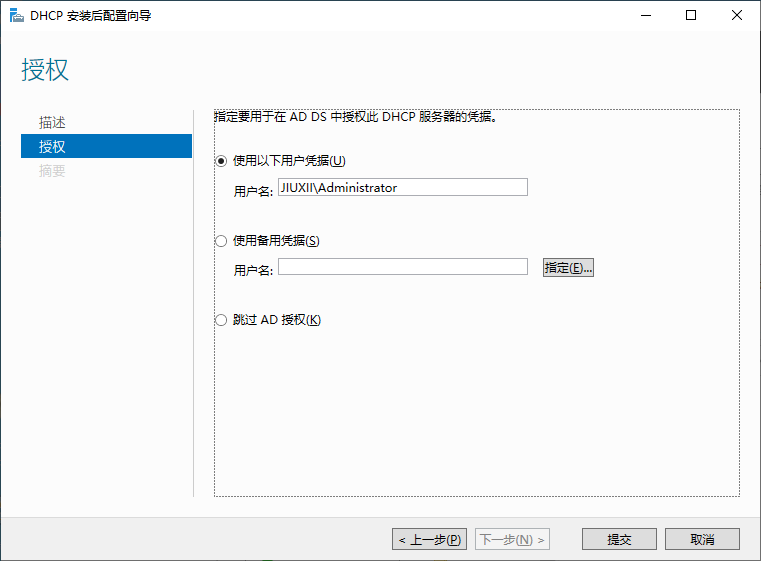 DHCP 安装后配置向导
授权
描述
授权
摘要
指定要用于在 AD DS 中授权此 DHCP 服务器的凭据。
使用以下用户凭据(U)
用户名: JIUXII\Administrator
使用备用凭据(S)
用户名: 指定(E)...
跳过 AD 授权(K)
< 上一步(P) 下一步(N) > 提交 取消